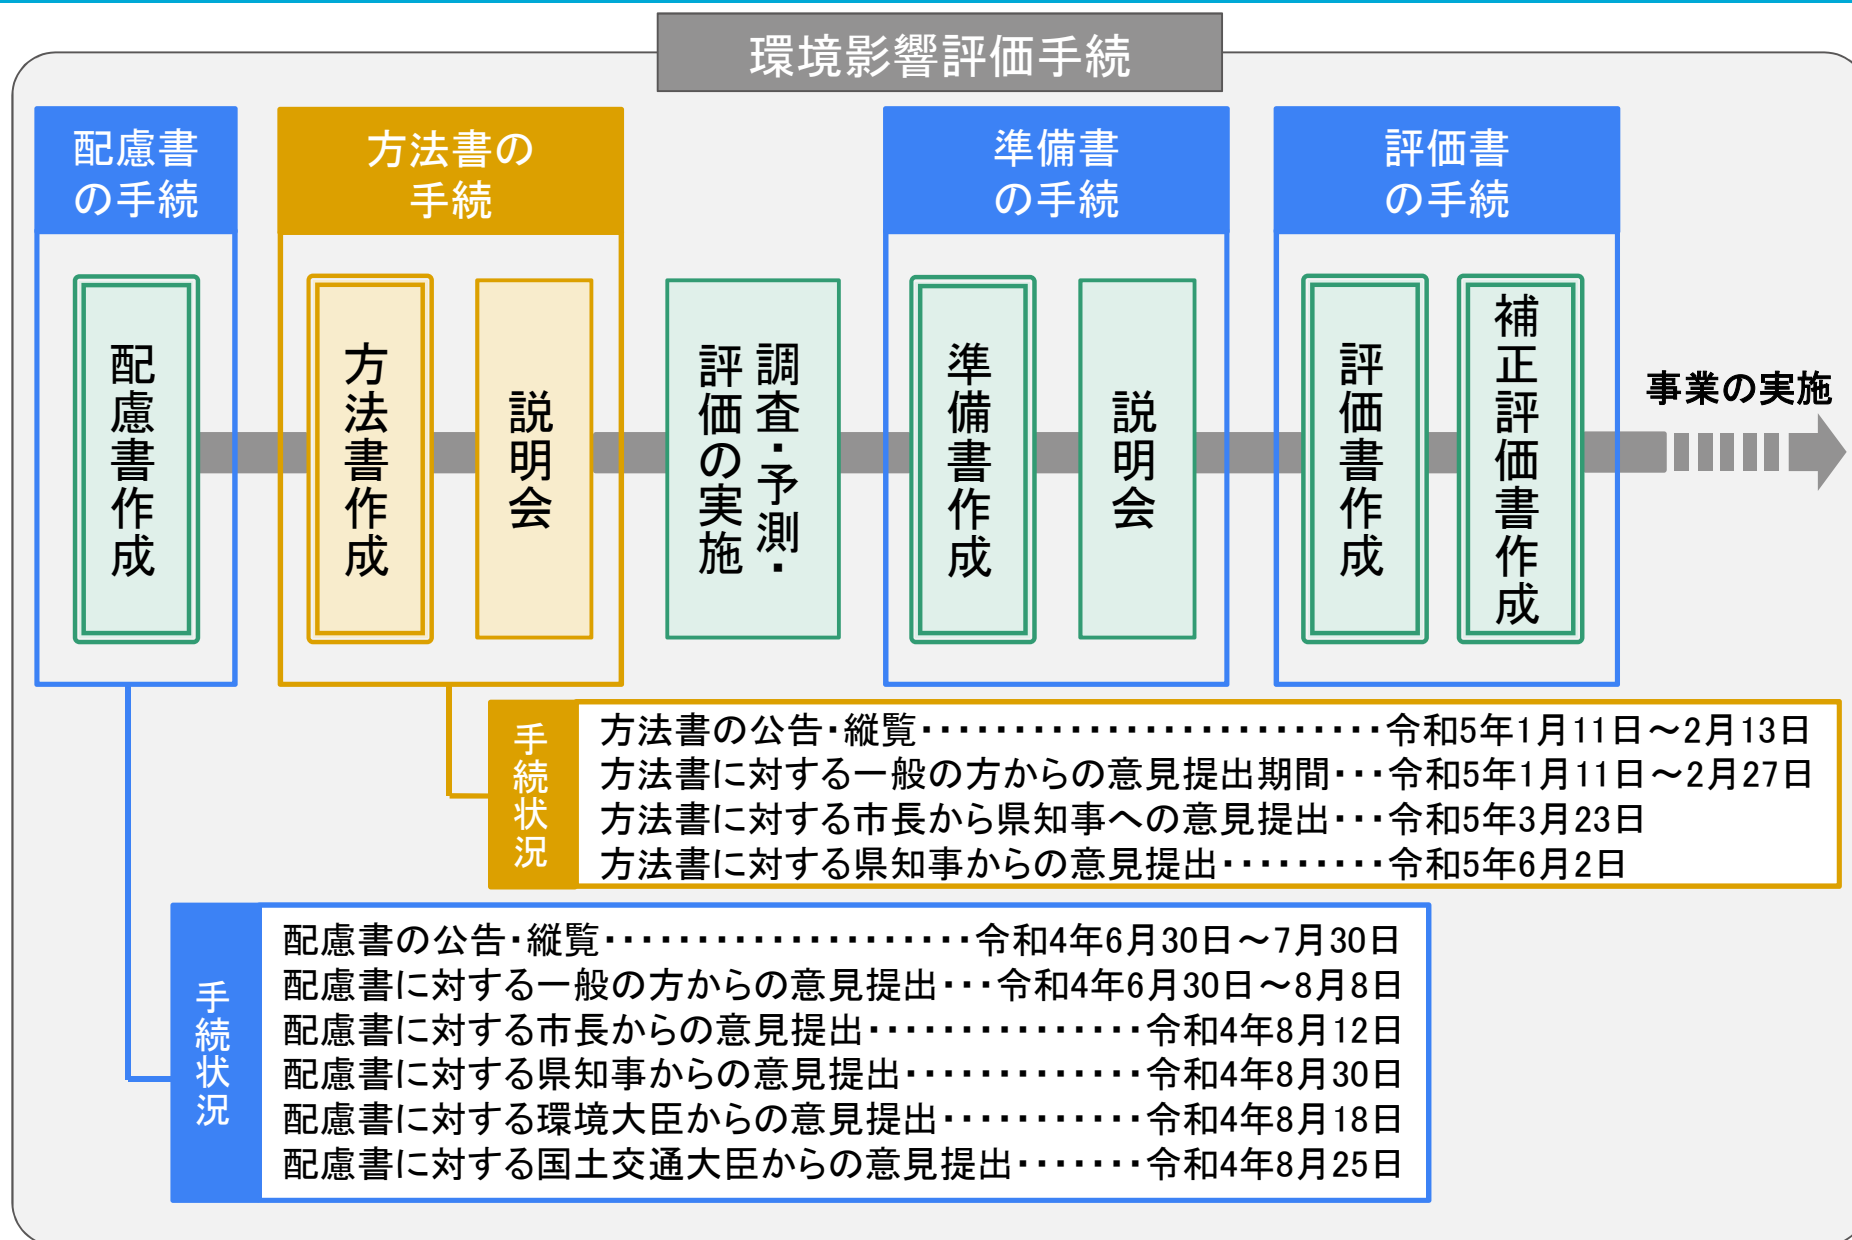 環境影響評価手続
配慮書
の手続
方法書の
手続
準備書
の手続
評価書
の手続
配慮書作成
方法書作成
説明会
調査・予測・
評価の実施
準備書作成
説明会
評価書作成
補正評価書作成
事業の実施
手続状況
方法書の公告・縦覧・・・・・・・・・・・・・・・・・・・・・・・・・令和5年1月11日～2月13日
方法書に対する一般の方からの意見提出期間・・・令和5年1月11日～2月27日
方法書に対する市長から県知事への意見提出・・・令和5年3月23日
方法書に対する県知事からの意見提出・・・・・・・・・令和5年6月2日
手続状況
配慮書の公告・縦覧・・・・・・・・・・・・・・・・・・・・令和4年6月30日～7月30日
配慮書に対する一般の方からの意見提出・・・令和4年6月30日～8月8日
配慮書に対する市長からの意見提出・・・・・・・・・・・・・・・令和4年8月12日
配慮書に対する県知事からの意見提出・・・・・・・・・・・・・令和4年8月30日
配慮書に対する環境大臣からの意見提出・・・・・・・・・・・令和4年8月18日
配慮書に対する国土交通大臣からの意見提出・・・・・・・令和4年8月25日